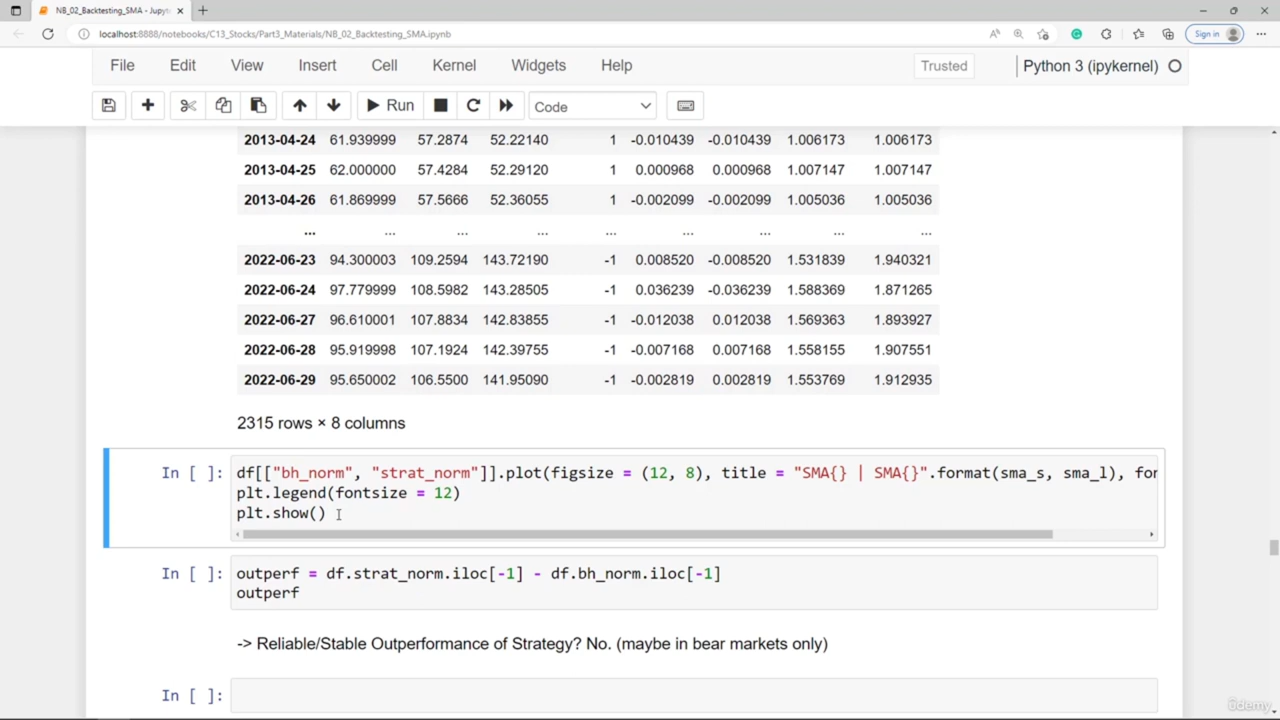 NB_02_Backtesting_SMA - Jupyt
localhost:8888/notebooks/C13_Stocks/Part3_Materials/NB_02_Backtesting_SMA.ipynb
Sign in
File Edit View Insert Cell Kernel Widgets Help Trusted Python 3 (ipykernel)
Run Code
2013-04-24 61.939999 57.2874 52.22140 1 -0.010439 -0.010439 1.006173 1.006173
2013-04-25 62.000000 57.4284 52.29120 1 0.000968 0.000968 1.007147 1.007147
2013-04-26 61.869999 57.5666 52.36055 1 -0.002099 -0.002099 1.005036 1.005036
... ... ... ... ... ... ... ... ...
2022-06-23 94.300003 109.2594 143.72190 -1 0.008520 -0.008520 1.531839 1.940321
2022-06-24 97.779999 108.5982 143.28505 -1 0.036239 -0.036239 1.588369 1.871265
2022-06-27 96.610001 107.8834 142.83855 -1 -0.012038 0.012038 1.569363 1.893927
2022-06-28 95.919998 107.1924 142.39755 -1 -0.007168 0.007168 1.558155 1.907551
2022-06-29 95.650002 106.5500 141.95090 -1 -0.002819 0.002819 1.553769 1.912935
2315 rows × 8 columns
In [ ]: df[["bh_norm", "strat_norm"]].plot(figsize = (12, 8), title = "SMA{} | SMA{}".format(sma_s, sma_l), fon
plt.legend(fontsize = 12)
plt.show()
In [ ]: outperf = df.strat_norm.iloc[-1] - df.bh_norm.iloc[-1]
outperf
-> Reliable/Stable Outperformance of Strategy? No. (maybe in bear markets only)
In [ ]:
Udemy